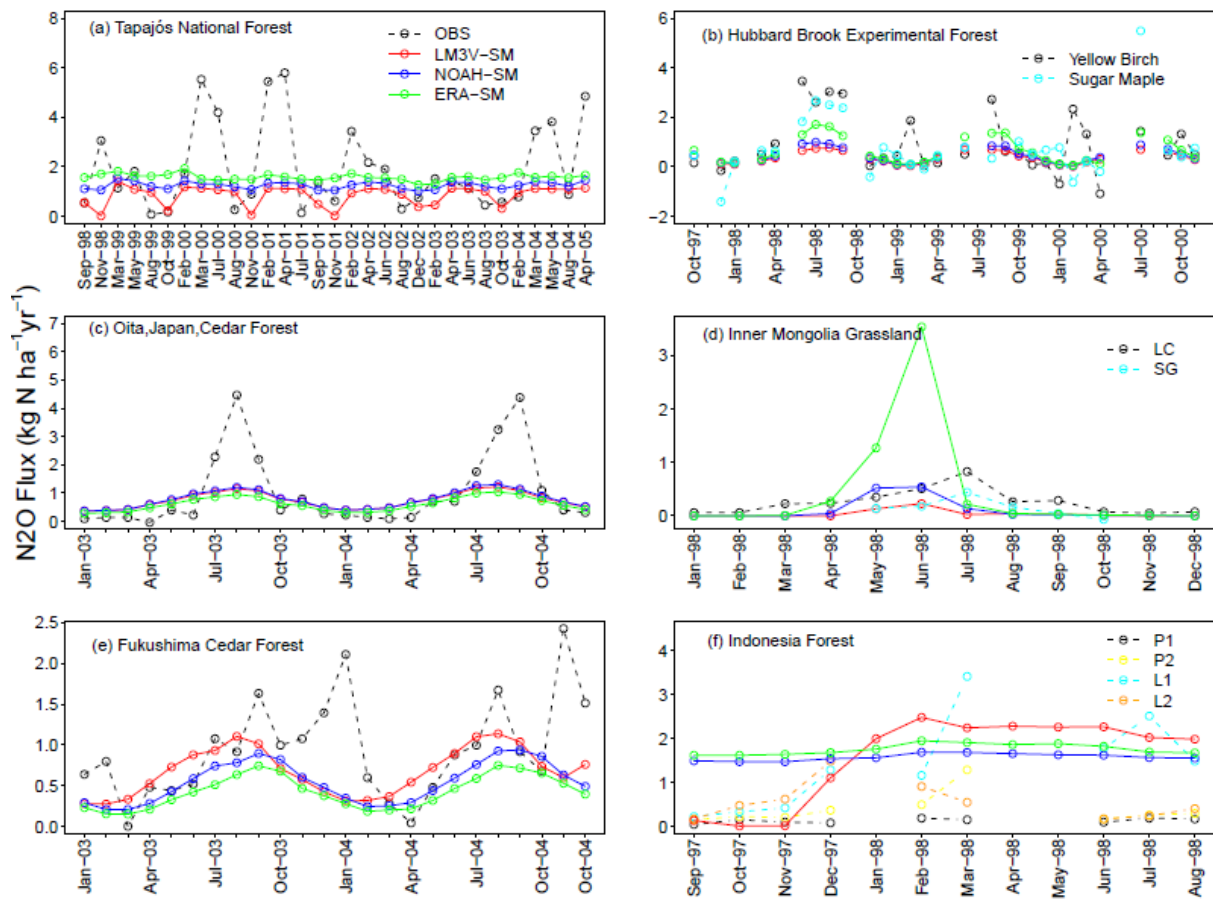 N2O Flux (kg N ha−1yr−1)
(a) Tapajós National Forest
OBS
LM3V−SM
NOAH−SM
ERA−SM
8
6
4
2
0
Sep−98
Nov−98
Mar−99
May−99
Aug−99
Oct−99
Feb−00
Mar−00
Jul−00
Aug−00
Nov−00
Feb−01
Apr−01
Sep−01
Nov−01
Feb−02
Apr−02
Aug−02
Dec−02
Feb−03
Aug−03
Oct−03
Feb−04
Aug−04
Apr−05
(b) Hubbard Brook Experimental Forest
Yellow Birch
Sugar Maple
6
4
2
0
−2
Oct−97
Jan−98
Apr−98
Jul−98
Oct−98
Jan−99
Apr−99
Jul−99
Oct−99
Jan−00
Apr−00
Jul−00
Oct−00
(c) Oita,Japan,Cedar Forest
7
6
5
4
3
2
1
0
Jan−03
Apr−03
Jul−03
Oct−03
Jan−04
Apr−04
Jul−04
Oct−04
(d) Inner Mongolia Grassland
LC
SG
3
2
1
0
Jan−98
Feb−98
Mar−98
Apr−98
May−98
Jun−98
Jul−98
Aug−98
Sep−98
Oct−98
Nov−98
Dec−98
(e) Fukushima Cedar Forest
2.5
2.0
1.5
1.0
0.5
0.0
Jan−03
Apr−03
Jul−03
Oct−03
Jan−04
Apr−04
Jul−04
Oct−04
Oct−04
(f) Indonesia Forest
P1
P2
L1
L2
4
3
2
1
0
Sep−97
Oct−97
Nov−97
Dec−97
Jan−98
Feb−98
Mar−98
Apr−98
May−98
Jun−98
Jul−98
Aug−98